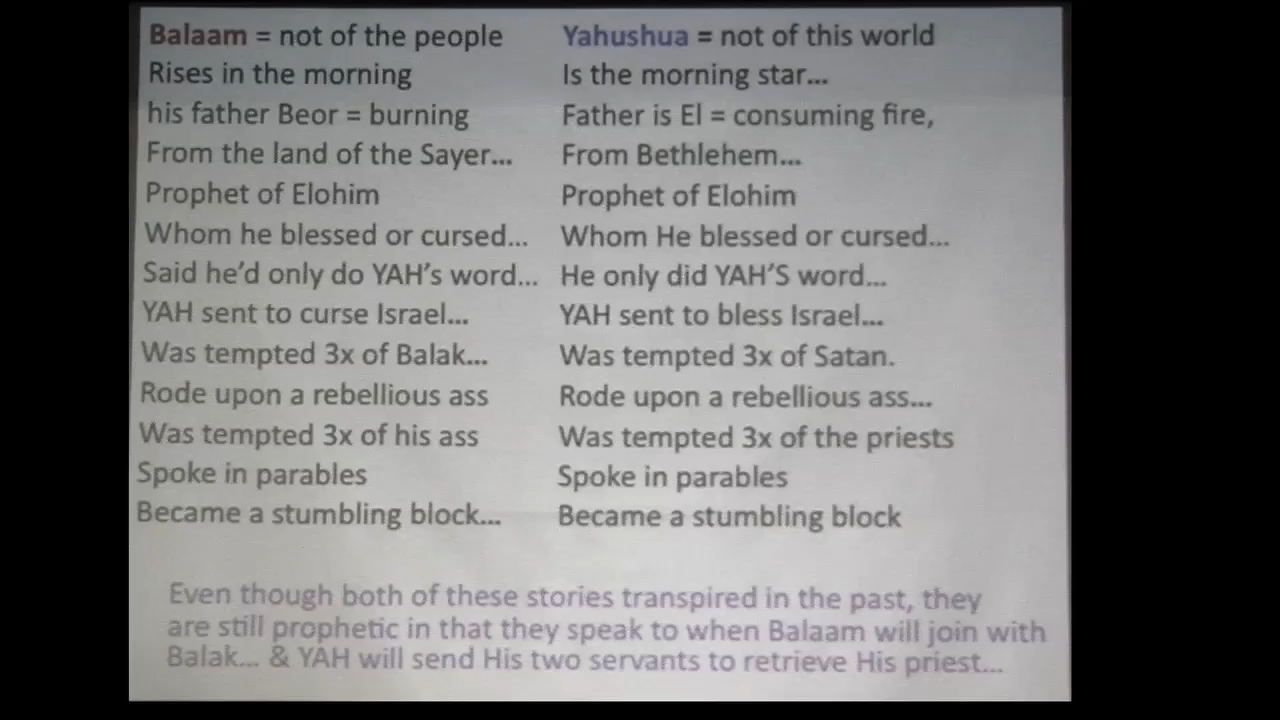 Balaam = not of the people
Rises in the morning
his father Beor = burning
From the land of the Sayer...
Prophet of Elohim
Whom he blessed or cursed...
Said he'd only do YAH's word...
YAH sent to curse Israel...
Was tempted 3x of Balak...
Rode upon a rebellious ass
Was tempted 3x of his ass
Spoke in parables
Became a stumbling block...
Yahushua = not of this world
Is the morning star...
Father is El = consuming fire,
From Bethlehem...
Prophet of Elohim
Whom He blessed or cursed...
He only did YAH'S word...
YAH sent to bless Israel...
Was tempted 3x of Satan.
Rode upon a rebellious ass...
Was tempted 3x of the priests
Spoke in parables
Became a stumbling block
Even though both of these stories transpired in the past, they
are still prophetic in that they speak to when Balaam will join with
Balak... & YAH will send His two servants to retrieve His priest...